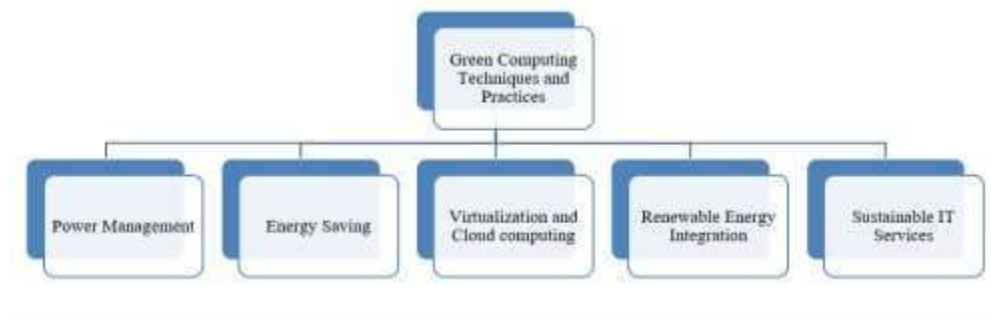 Green Computing
Techniques and
Practices
Power Management
Energy Saving
Virtualization and
Cloud computing
Renewable Energy
Integration
Sustainable IT
Services